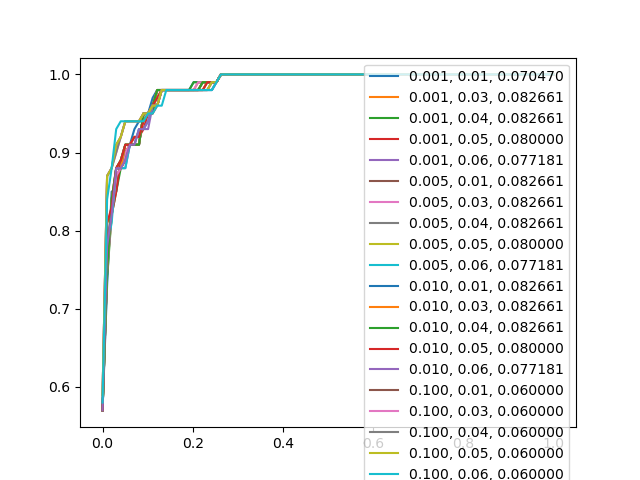 1.0
0.9
0.8
0.7
0.6
0.0 0.2 0.4 0.6 0.8 1.0
0.001, 0.01, 0.070470
0.001, 0.03, 0.082661
0.001, 0.04, 0.082661
0.001, 0.05, 0.080000
0.001, 0.06, 0.077181
0.005, 0.01, 0.082661
0.005, 0.03, 0.082661
0.005, 0.04, 0.082661
0.005, 0.05, 0.080000
0.005, 0.06, 0.077181
0.010, 0.01, 0.082661
0.010, 0.03, 0.082661
0.010, 0.04, 0.082661
0.010, 0.05, 0.080000
0.010, 0.06, 0.077181
0.100, 0.01, 0.060000
0.100, 0.03, 0.060000
0.100, 0.04, 0.060000
0.100, 0.05, 0.060000
0.100, 0.06, 0.060000